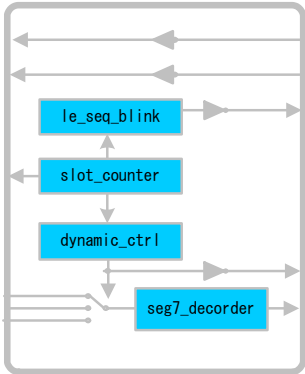 le_seq_blink
slot_counter
dynamic_ctrl
seg7_decorder